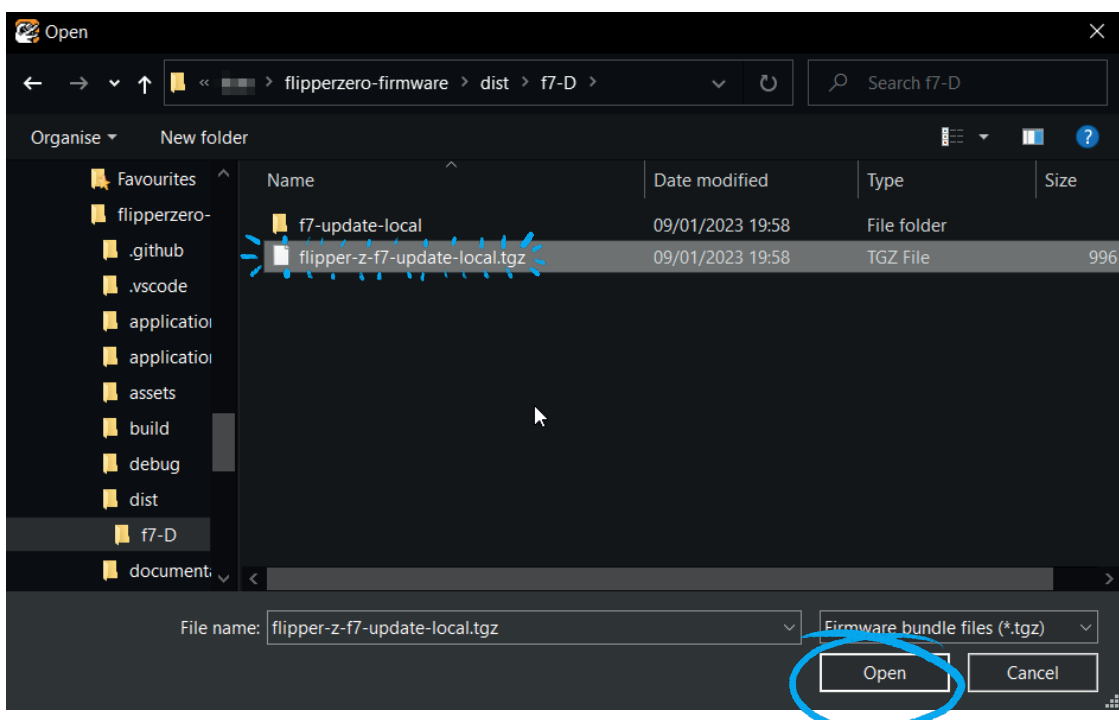 Open
« flipperzero-firmware > dist > f7-D > Search f7-D
Organise New folder
Favourites
flipperzero-
.github
.vscode
application
application
assets
build
debug
dist
f7-D
documenta
Name Date modified Type Size
f7-update-local 09/01/2023 19:58 File folder
flipper-z-f7-update-local.tgz 09/01/2023 19:58 TGZ File 996
File name: flipper-z-f7-update-local.tgz Firmware bundle files (*.tgz)
Open Cancel